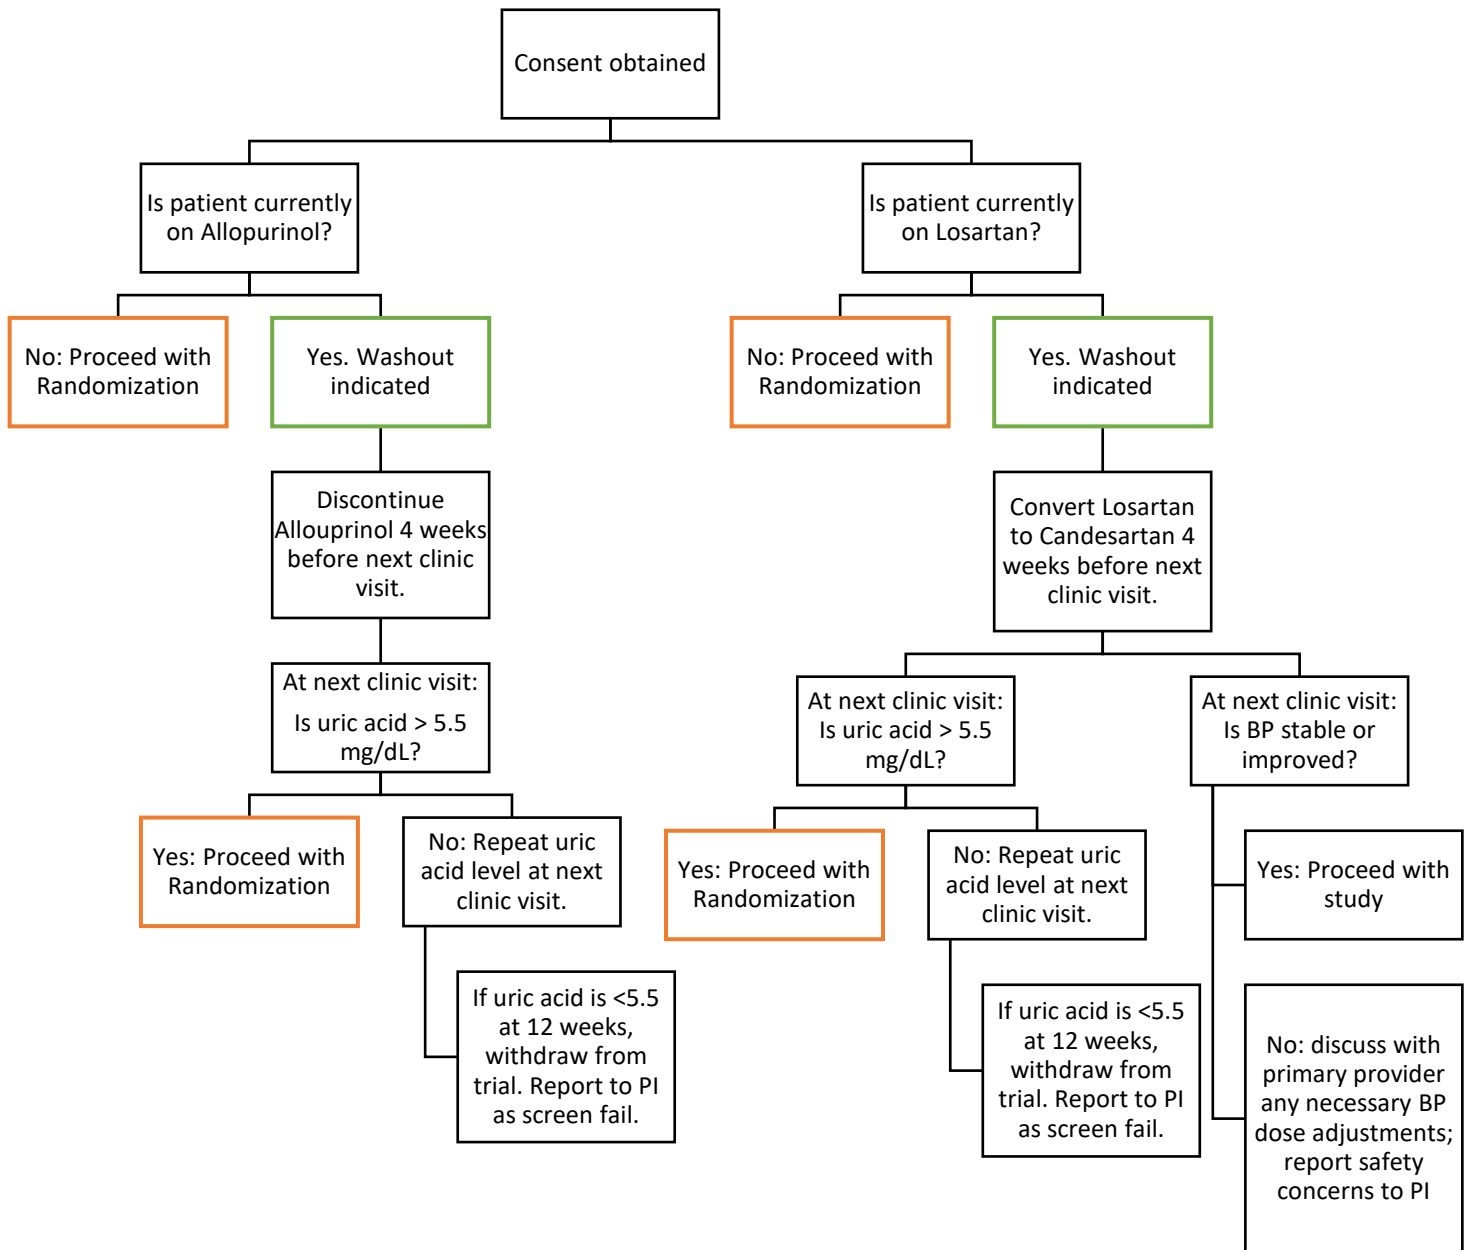 Consent obtained
Is patient currently
on Allopurinol?
Is patient currently
on Losartan?
No: Proceed with
Randomization
Yes. Washout
indicated
No: Proceed with
Randomization
Yes. Washout
indicated
Discontinue
Allouprinol 4 weeks
before next clinic
visit.
Convert Losartan
to Candesartan 4
weeks before next
clinic visit.
At next clinic visit:
Is uric acid > 5.5
mg/dL?
At next clinic visit:
Is uric acid > 5.5
mg/dL?
At next clinic visit:
Is BP stable or
improved?
Yes: Proceed with
Randomization
No: Repeat uric
acid level at next
clinic visit.
Yes: Proceed with
Randomization
No: Repeat uric
acid level at next
clinic visit.
Yes: Proceed with
study
If uric acid is <5.5
at 12 weeks,
withdraw from
trial. Report to PI
as screen fail.
If uric acid is <5.5
at 12 weeks,
withdraw from
trial. Report to PI
as screen fail.
No: discuss with
primary provider
any necessary BP
dose adjustments;
report safety
concerns to PI